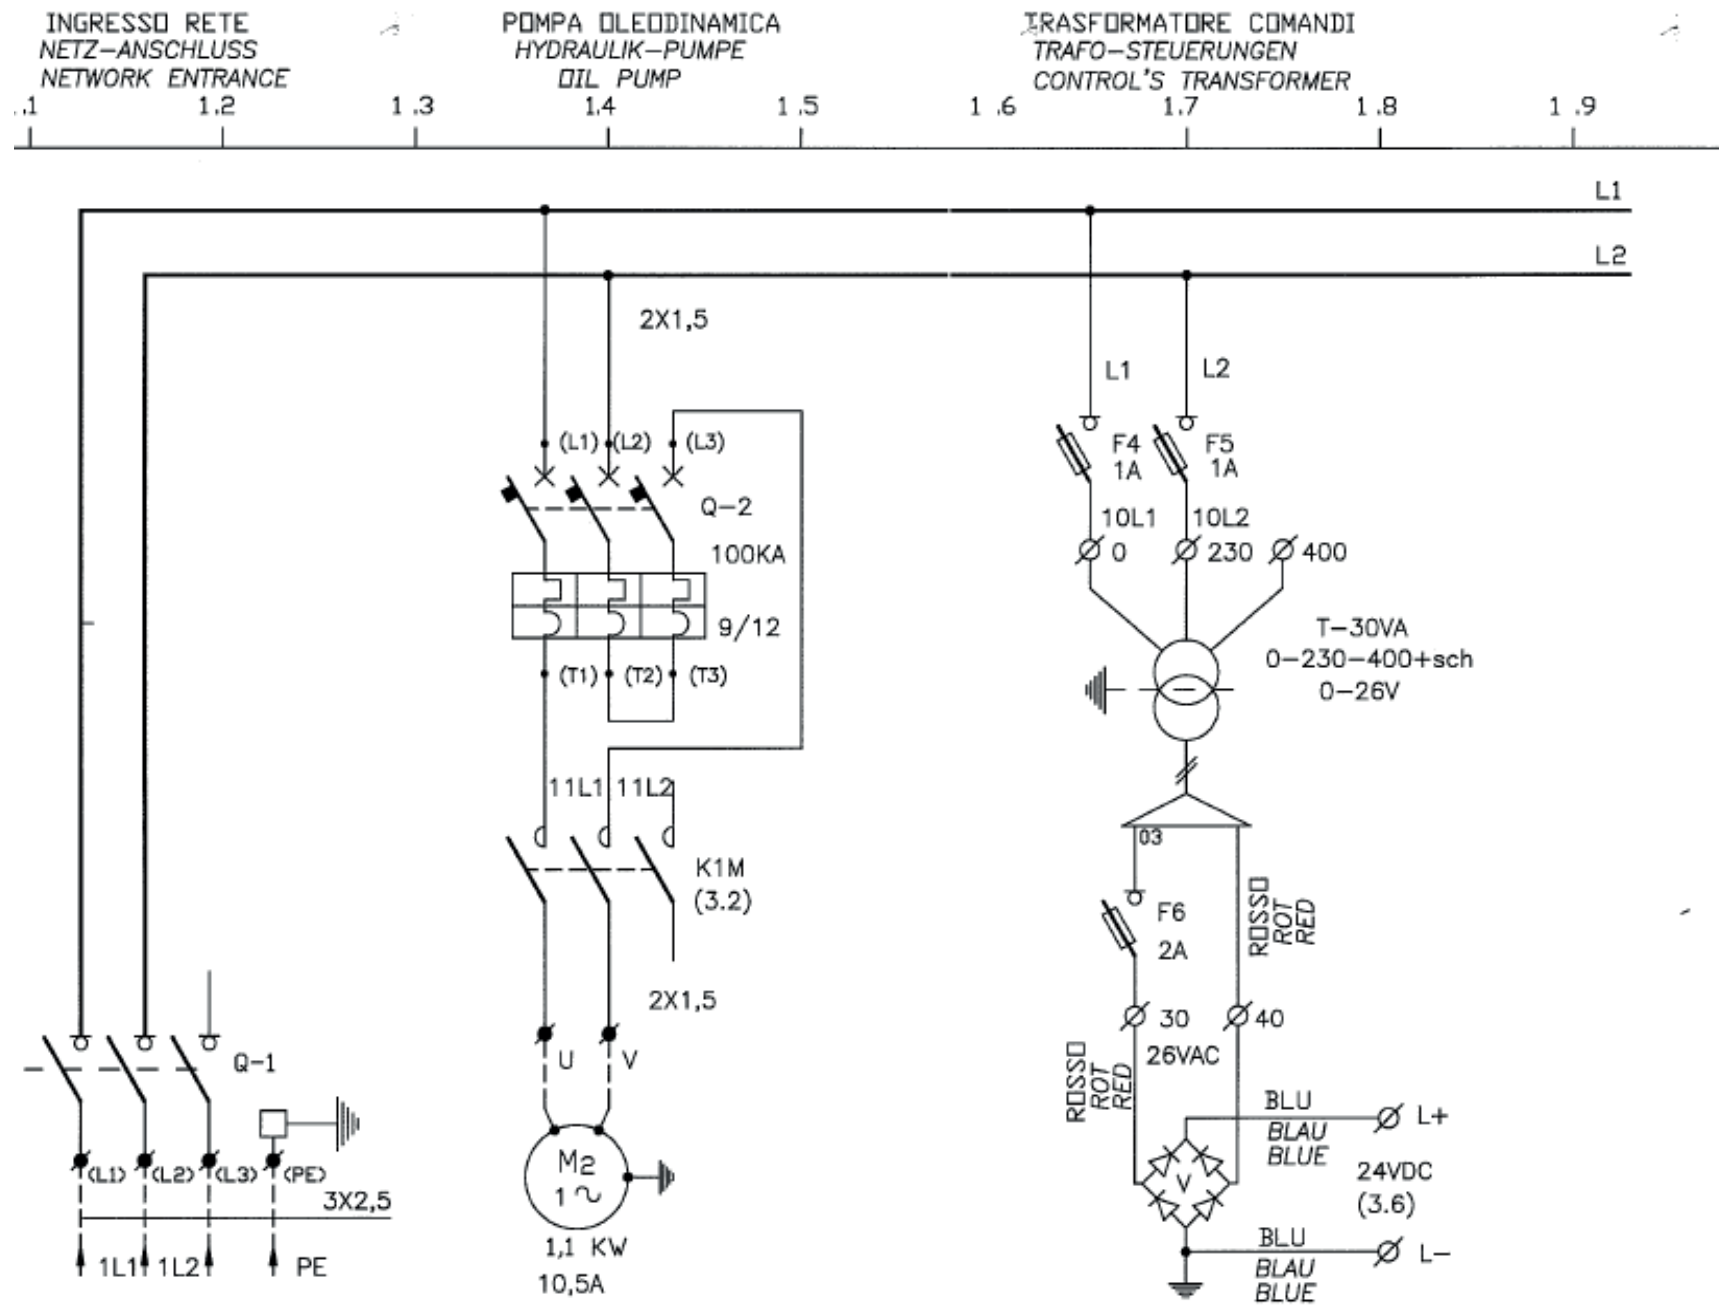 INGRESSO RETE
NETZ-ANSCHLUSS
NETWORK ENTRANCE
POMPA OLEODINAMICA
HYDRAULIK-PUMPE
OIL PUMP
TRASFORMATORE COMANDI
TRAFO-STEUERUNGEN
CONTROL'S TRANSFORMER
.1 1.2 1.3 1.4 1.5 1.6 1.7 1.8 1.9
L1
L2
2X1,5
L1 L2
(L1) (L2) (L3)
F4 1A
F5 1A
Q-2
100KA
10L1 10L2
0 230 400
9/12
T-30VA
0-230-400+sch
0-26V
(T1) (T2) (T3)
11L1 11L2
K1M
(3.2)
03
F6
2A
ROSSO
ROT
RED
2X1,5
30 40
26VAC
ROSSO
ROT
RED
U V
Q-1
BLU
BLAU
BLUE
L+
M2
1~
1,1 KW
10,5A
V
24VDC
(3.6)
(L1) (L2) (L3) (PE)
3X2,5
1L1 1L2 PE
BLU
BLAU
BLUE
L-